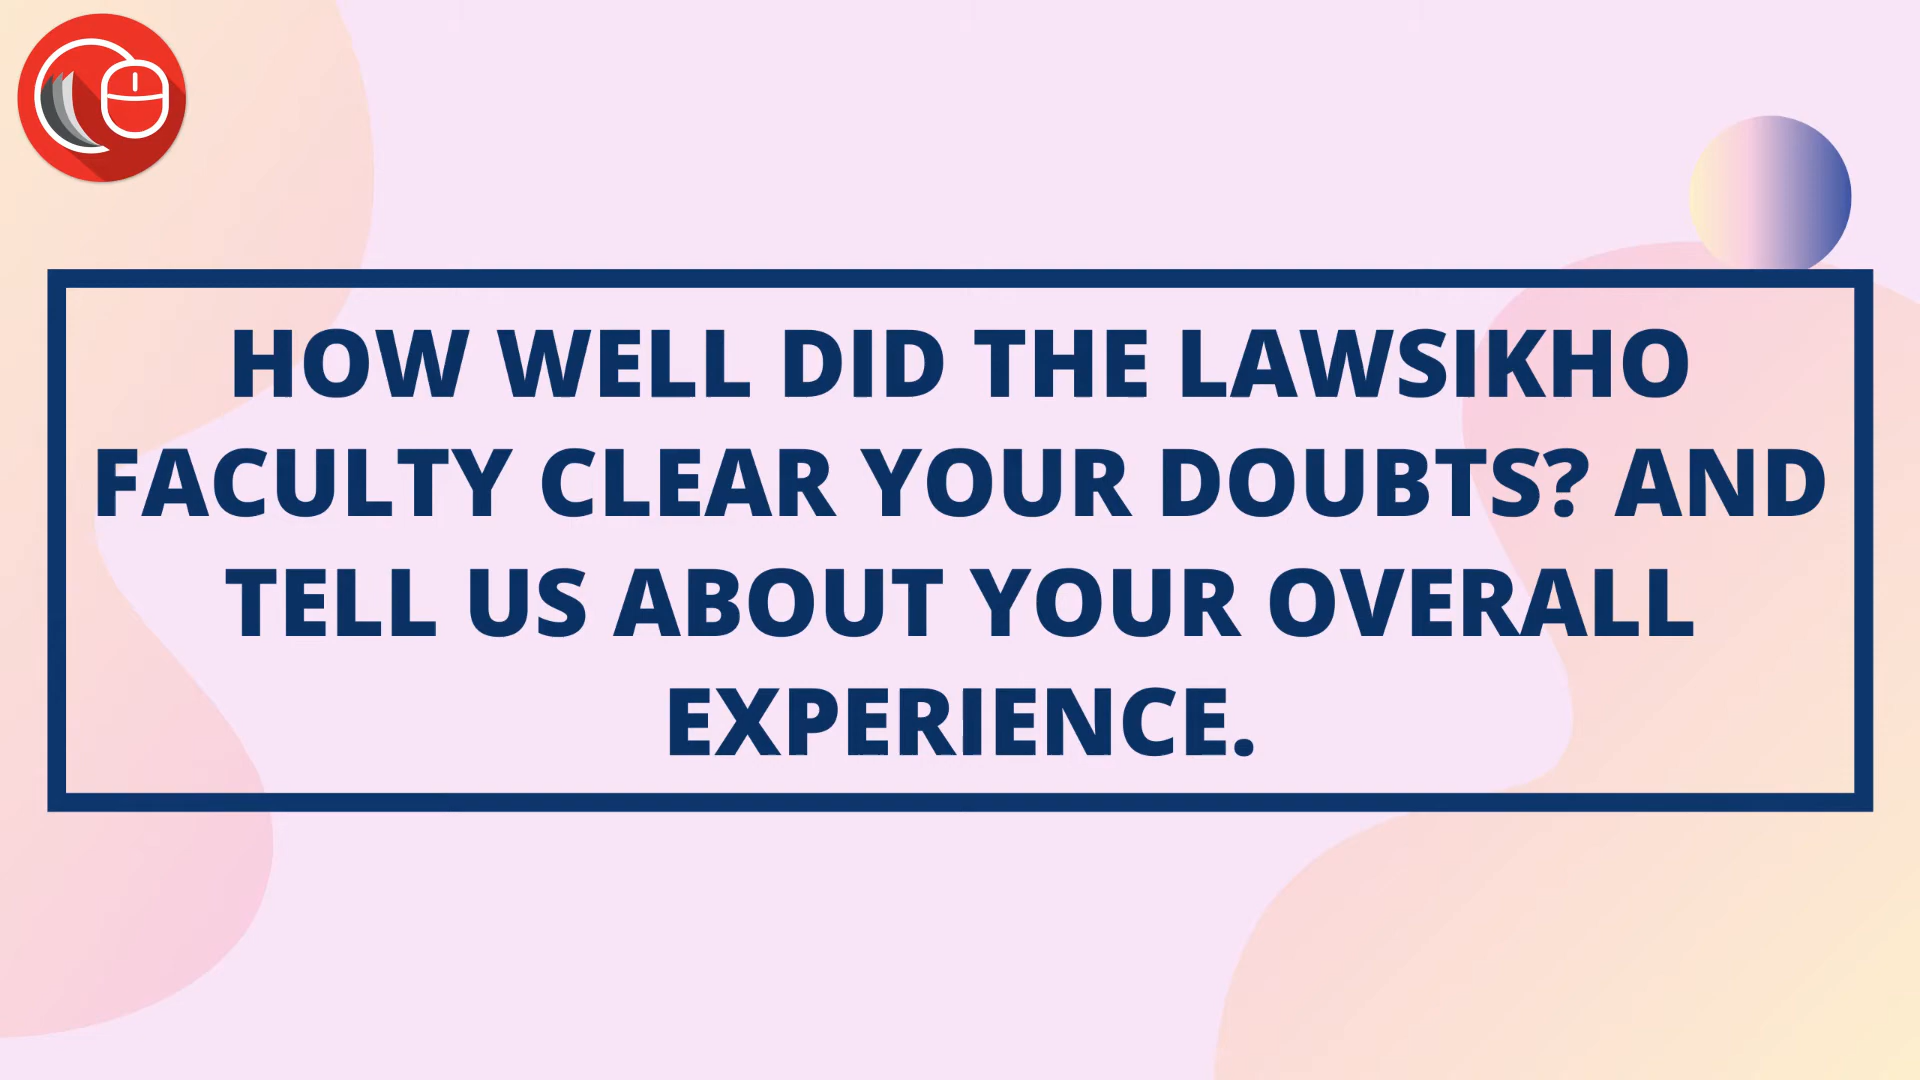 HOW WELL DID THE LAWSIKHO
FACULTY CLEAR YOUR DOUBTS? AND
TELL US ABOUT YOUR OVERALL
EXPERIENCE.